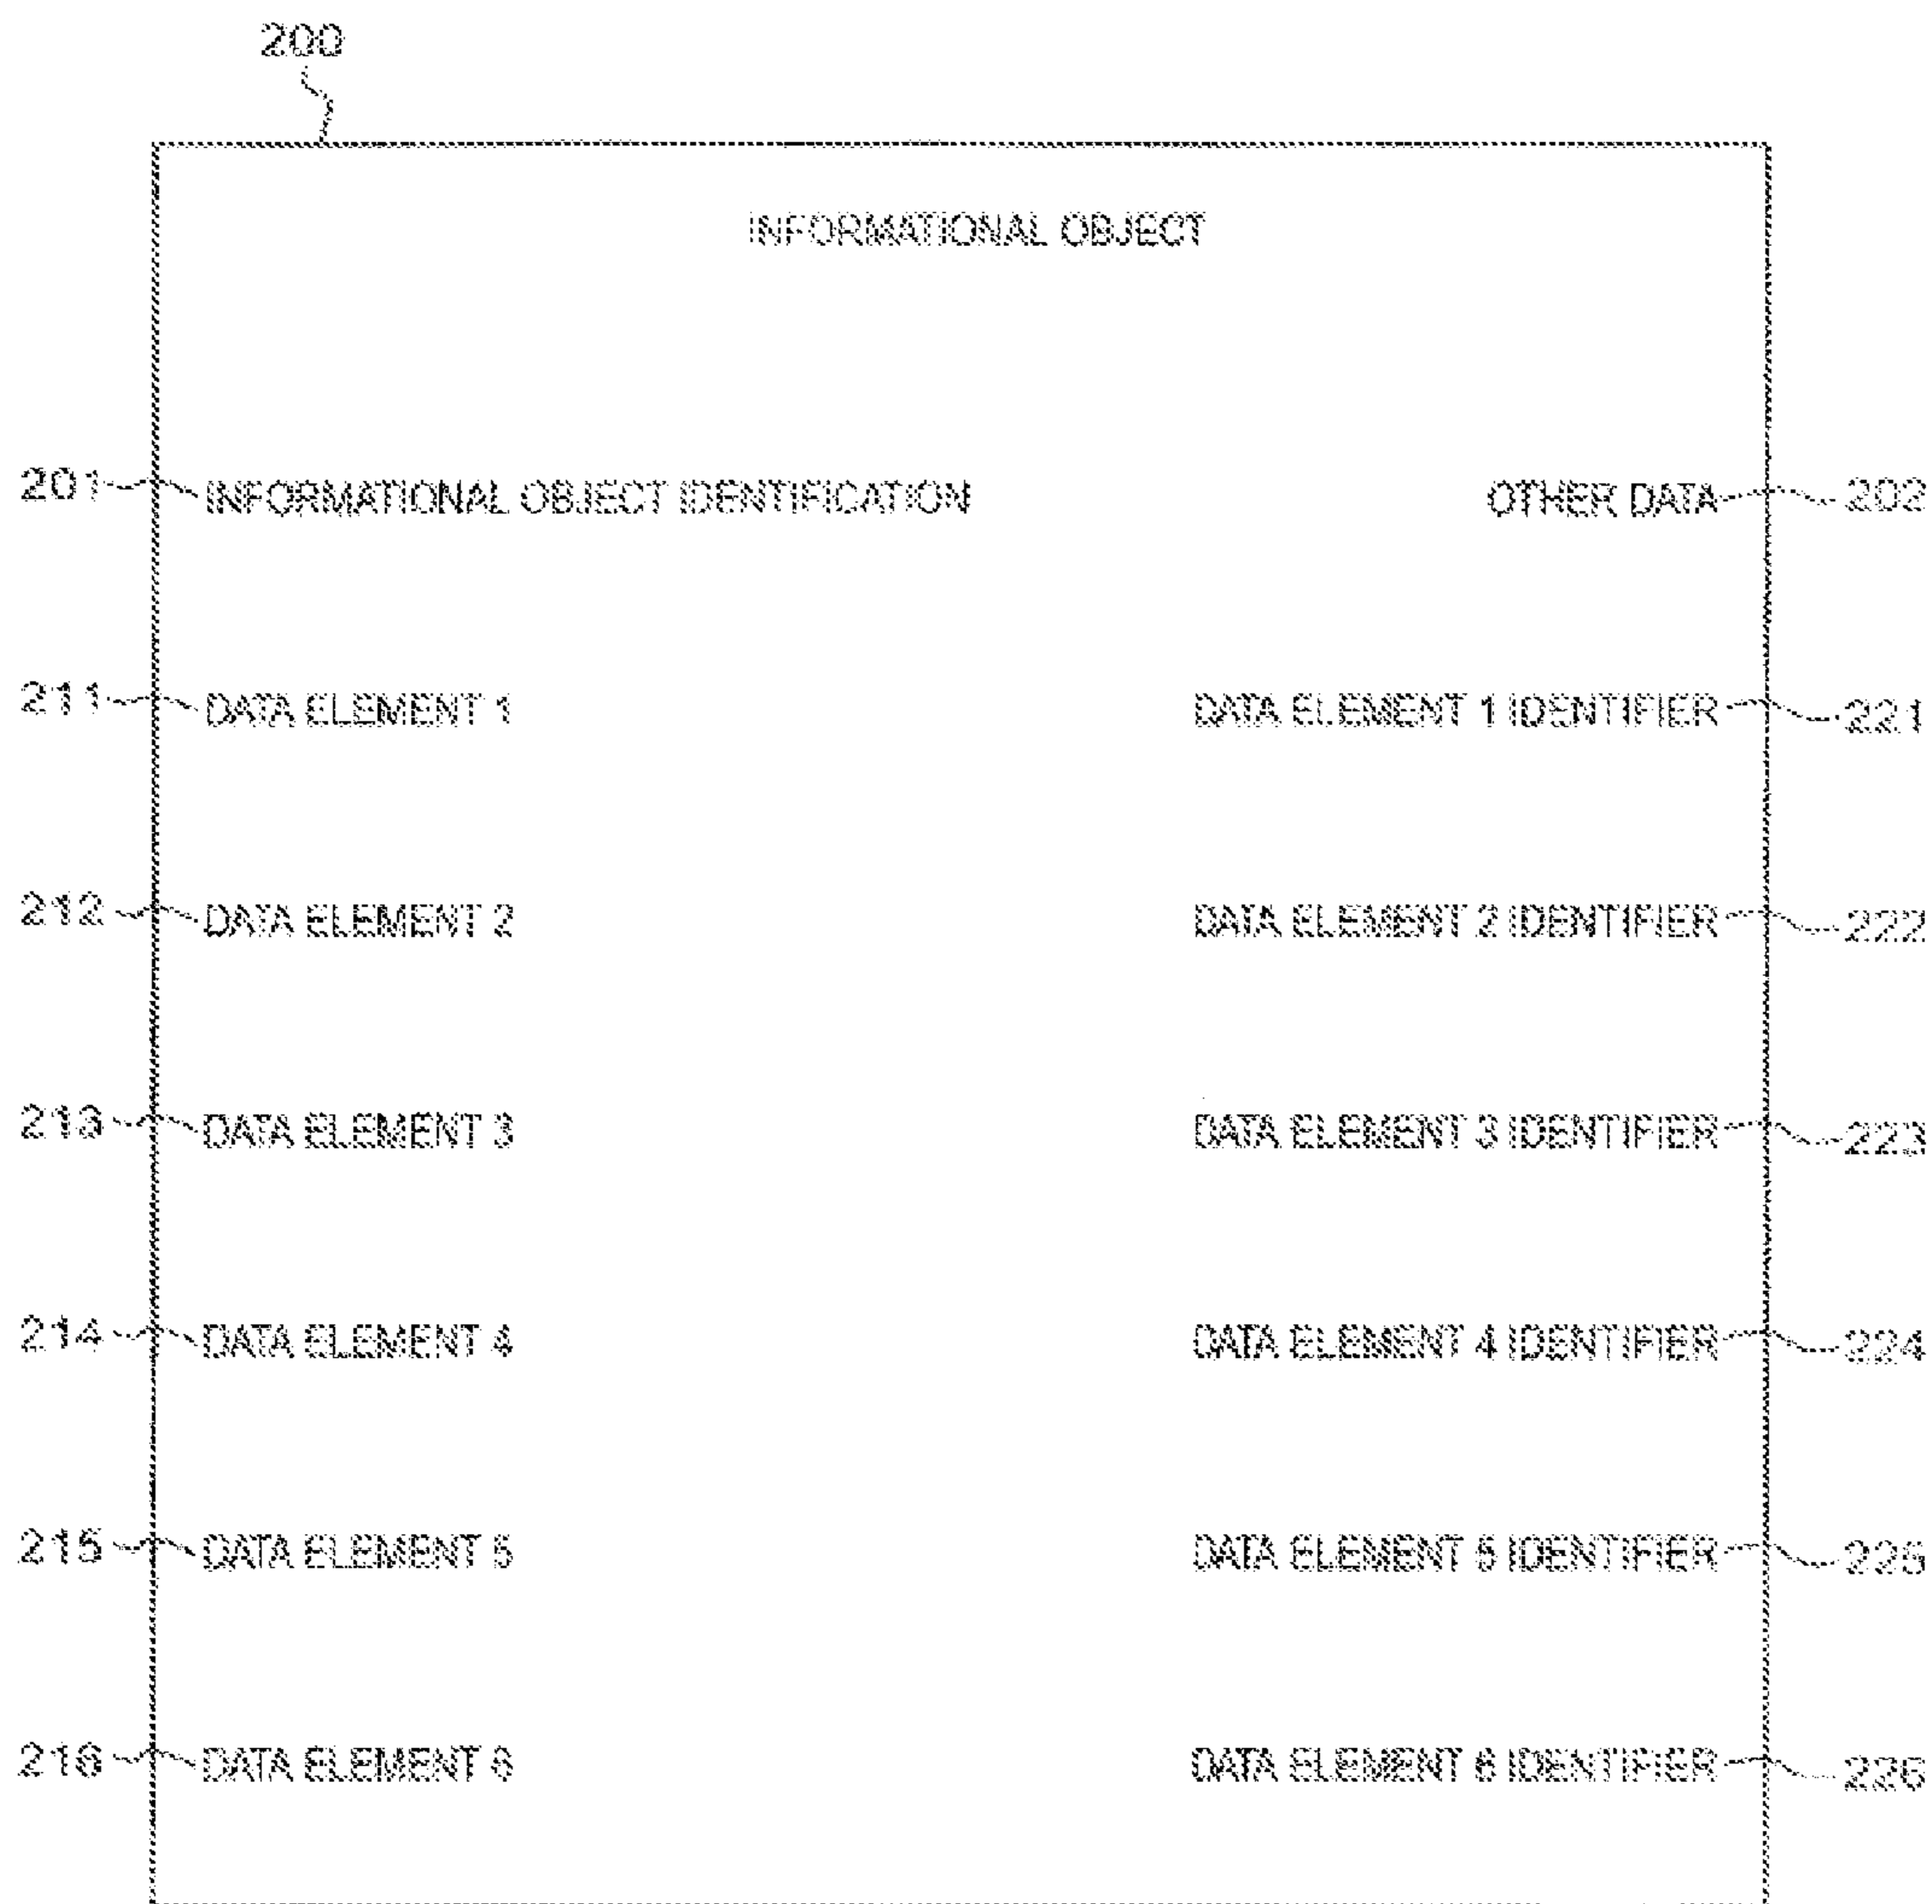 200
INFORMATIONAL OBJECT
201 INFORMATIONAL OBJECT IDENTIFICATION OTHER DATA 202
211 DATA ELEMENT 1 DATA ELEMENT 1 IDENTIFIER 221
212 DATA ELEMENT 2 DATA ELEMENT 2 IDENTIFIER 222
213 DATA ELEMENT 3 DATA ELEMENT 3 IDENTIFIER 223
214 DATA ELEMENT 4 DATA ELEMENT 4 IDENTIFIER 224
215 DATA ELEMENT 5 DATA ELEMENT 5 IDENTIFIER 225
216 DATA ELEMENT 6 DATA ELEMENT 6 IDENTIFIER 226